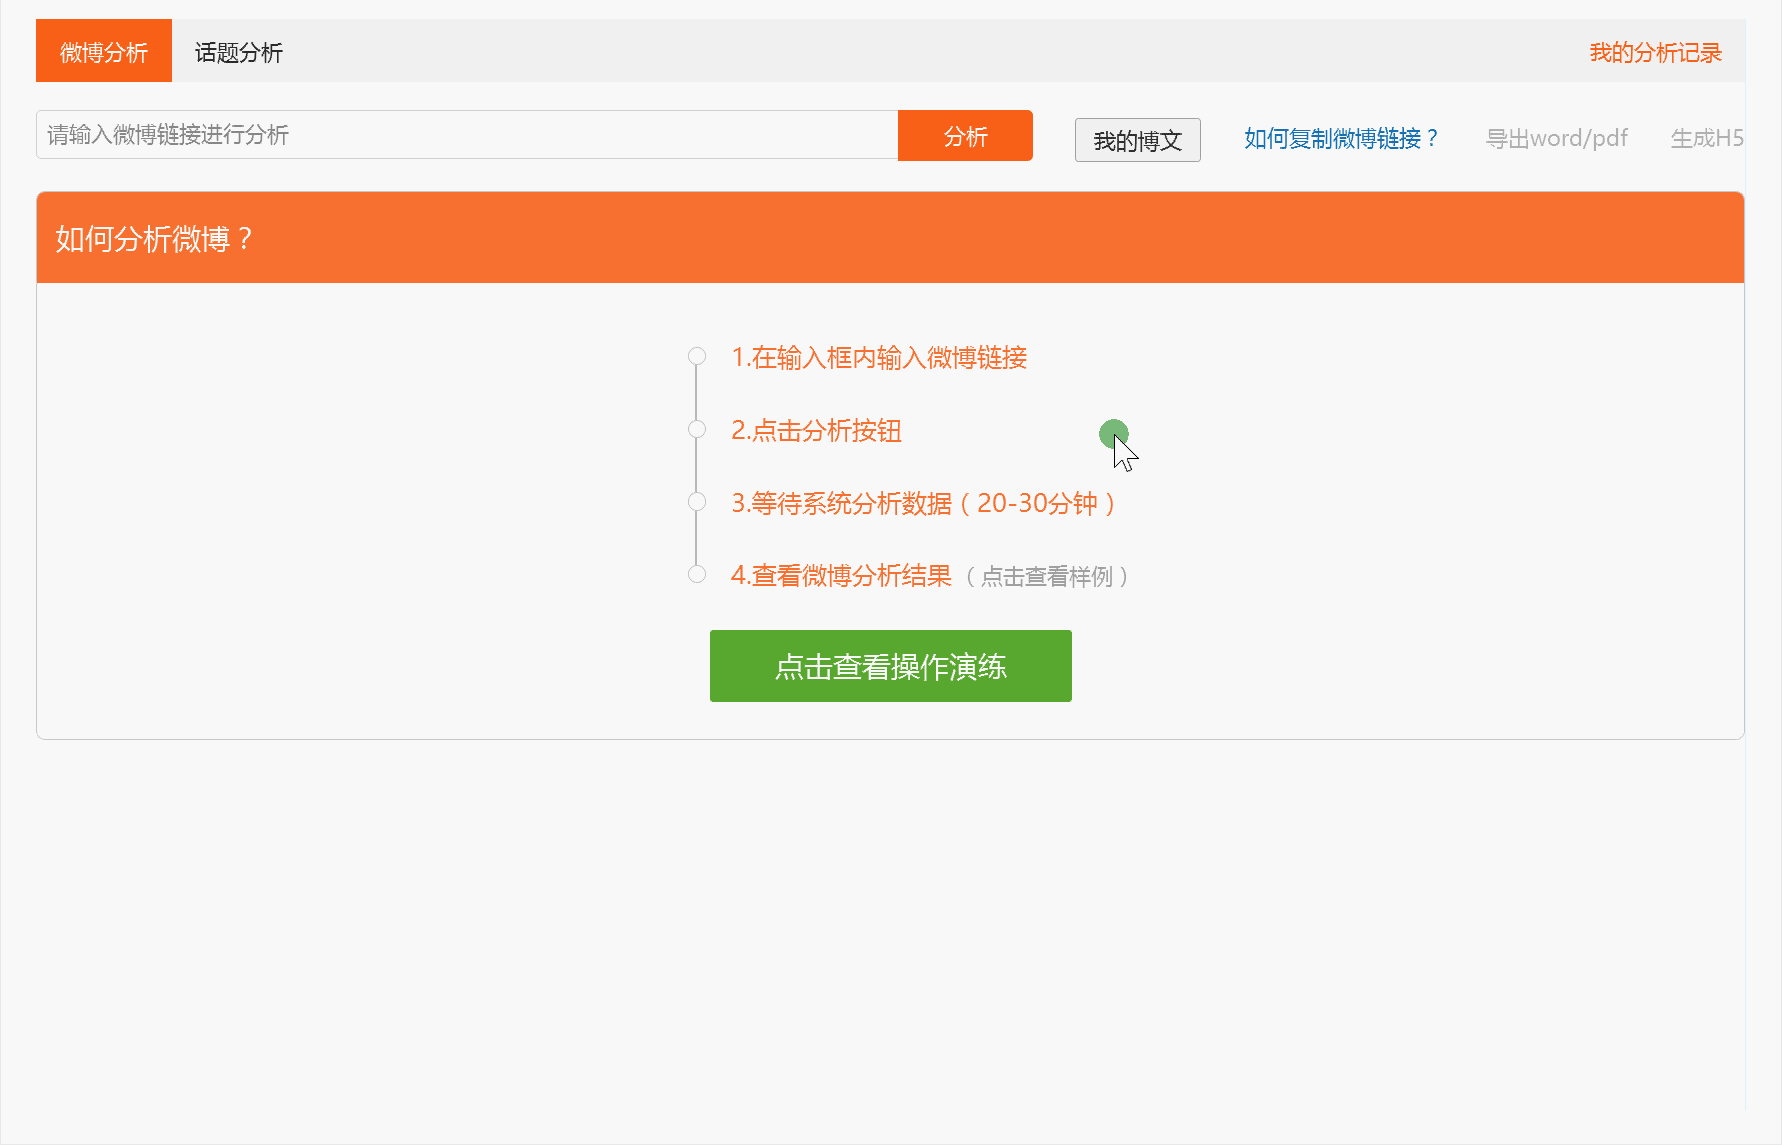 微博分析 话题分析 我的分析记录
请输入微博链接进行分析 分析 我的博文 如何复制微博链接？ 导出word/pdf 生成H5
如何分析微博？
1.在输入框内输入微博链接
2.点击分析按钮
3.等待系统分析数据（20-30分钟）
4.查看微博分析结果（点击查看样例）
点击查看操作演练